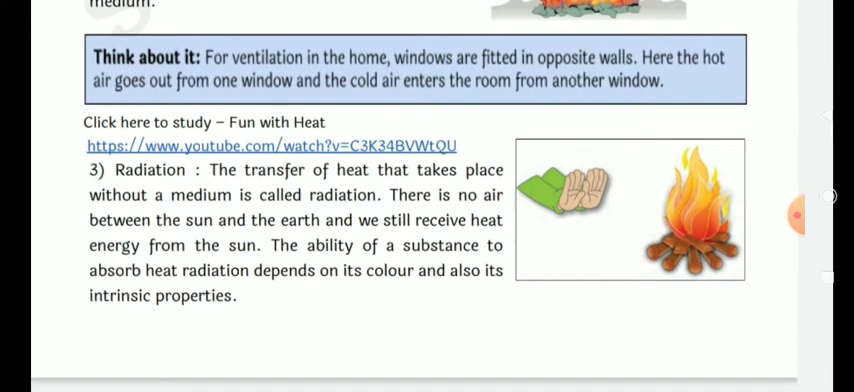 medium.
Think about it: For ventilation in the home, windows are fitted in opposite walls. Here the hot
air goes out from one window and the cold air enters the room from another window.
Click here to study – Fun with Heat
https://www.youtube.com/watch?v=C3K34BVWtQU
3) Radiation : The transfer of heat that takes place
without a medium is called radiation. There is no air
between the sun and the earth and we still receive heat
energy from the sun. The ability of a substance to
absorb heat radiation depends on its colour and also its
intrinsic properties.